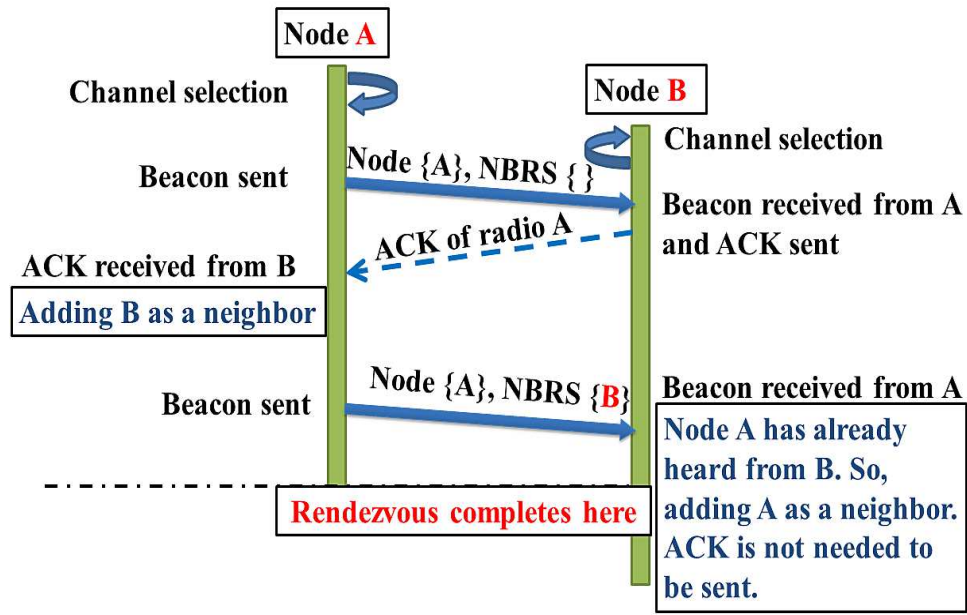 Node A
Channel selection
Node B
Channel selection
Node {A}, NBRS { }
Beacon sent
Beacon received from A
and ACK sent
ACK of radio A
ACK received from B
Adding B as a neighbor
Node {A}, NBRS {B}
Beacon sent
Beacon received from A
Node A has already
heard from B. So,
adding A as a neighbor.
ACK is not needed to
be sent.
Rendezvous completes here